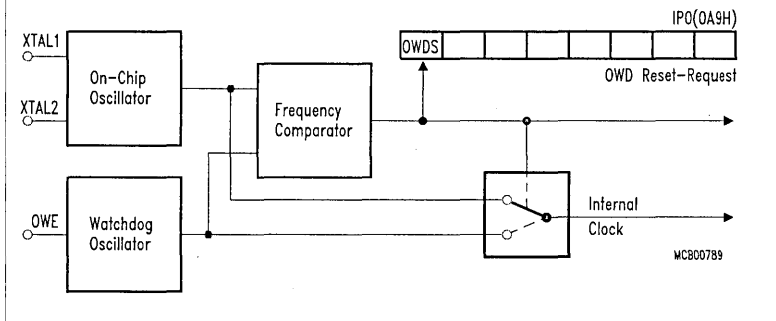 IP0(0A9H)
XTAL1
OWDS
On-Chip
Oscillator
OWD Reset-Request
XTAL2
Frequency
Comparator
OWE
Watchdog
Oscillator
Internal
Clock
MCB00789